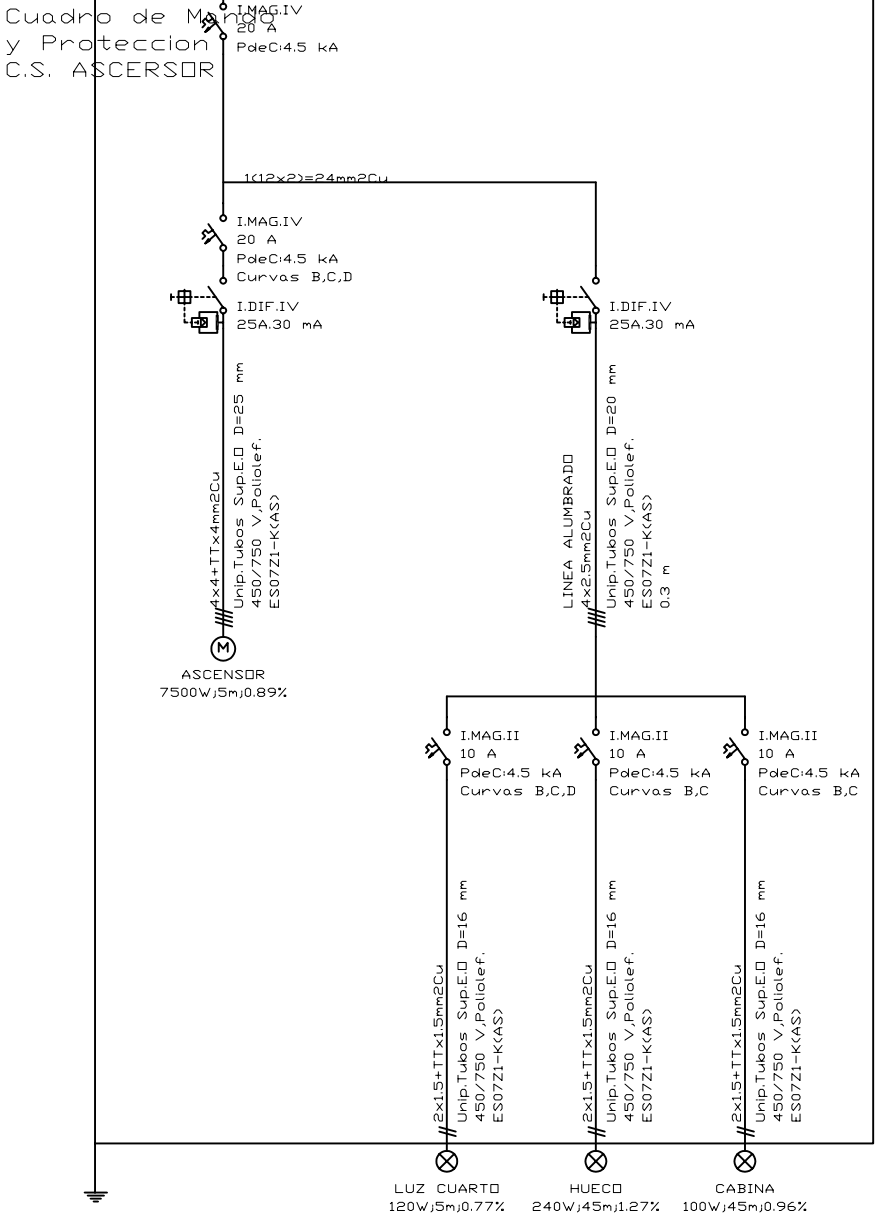 Cuadro de Mando
y Proteccion
C.S. ASCERSOR
I.MAG.IV
20 A
PdeC:4.5 kA
1(12x2)=24mm2Cu
I.MAG.IV
20 A
PdeC:4.5 kA
Curvas B,C,D
I.DIF.IV
25A.30 mA
I.DIF.IV
25A.30 mA
4x4+TTx4mm2Cu
Unip.Tubos Sup.E.O D=25 mm
450/750 V,Poliolef.
ES07Z1-K(AS)
LINEA ALUMBRADO
4x2.5mm2Cu
Unip.Tubos Sup.E.O D=20 mm
450/750 V,Poliolef.
ES07Z1-K(AS)
0.3 m
M
ASCENSOR
7500W;5m;0.89%
I.MAG.II
10 A
PdeC:4.5 kA
Curvas B,C,D
I.MAG.II
10 A
PdeC:4.5 kA
Curvas B,C
I.MAG.II
10 A
PdeC:4.5 kA
Curvas B,C
2x1.5+TTx1.5mm2Cu
Unip.Tubos Sup.E.O D=16 mm
450/750 V,Poliolef.
ES07Z1-K(AS)
2x1.5+TTx1.5mm2Cu
Unip.Tubos Sup.E.O D=16 mm
450/750 V,Poliolef.
ES07Z1-K(AS)
2x1.5+TTx1.5mm2Cu
Unip.Tubos Sup.E.O D=16 mm
450/750 V,Poliolef.
ES07Z1-K(AS)
LUZ CUARTO
120W;5m;0.77%
HUECO
240W;45m;1.27%
CABINA
100W;45m;0.96%